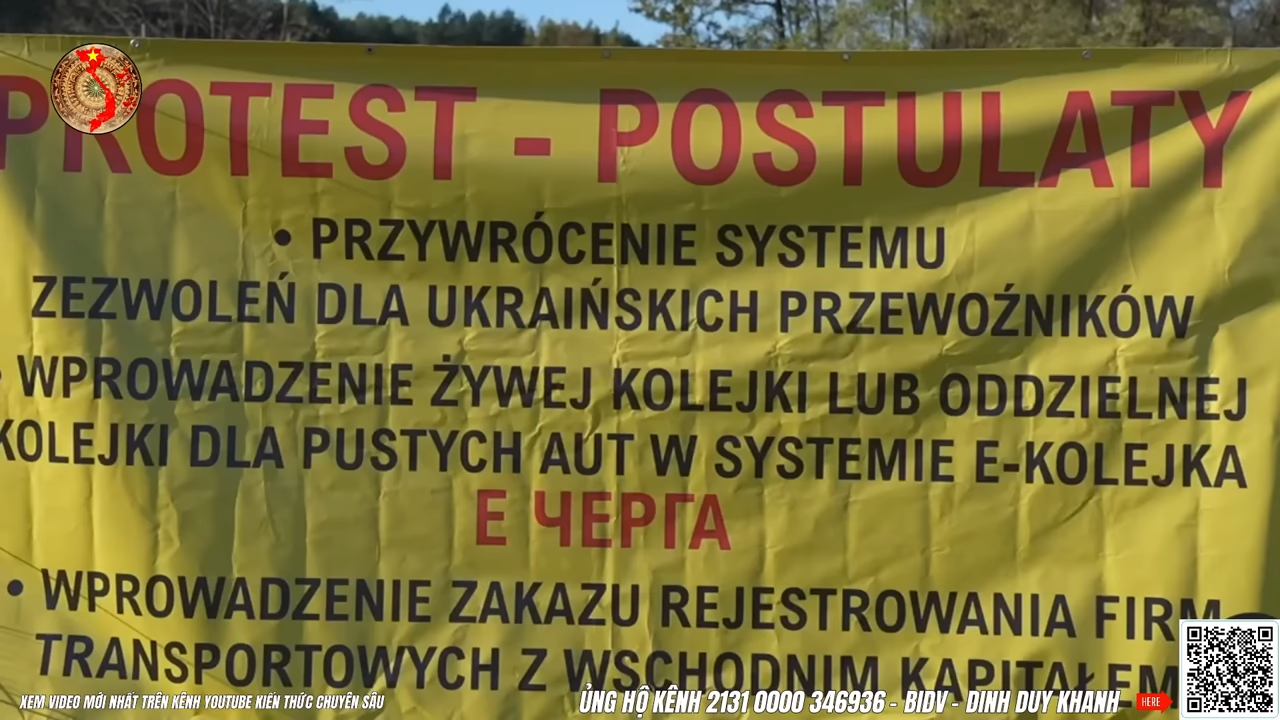 PROTEST - POSTULATY
• PRZYWRÓCENIE SYSTEMU
ZEZWOLEŃ DLA UKRAIŃSKICH PRZEWOŹNIKÓW
• WPROWADZENIE ŻYWEJ KOLEJKI LUB ODDZIELNEJ
KOLEJKI DLA PUSTYCH AUT W SYSTEMIE E-KOLEJKA
Е ЧЕРГА
• WPROWADZENIE ZAKAZU REJESTROWANIA FIRM
TRANSPORTOWYCH Z WSCHODNIM KAPITAŁEM
XEM VIDEO MỚI NHẤT TRÊN KÊNH YOUTUBE KIẾN THỨC CHUYÊN SÂU
ỦNG HỘ KÊNH 2131 0000 346936 - BIDV - DINH DUY KHANH
HERE